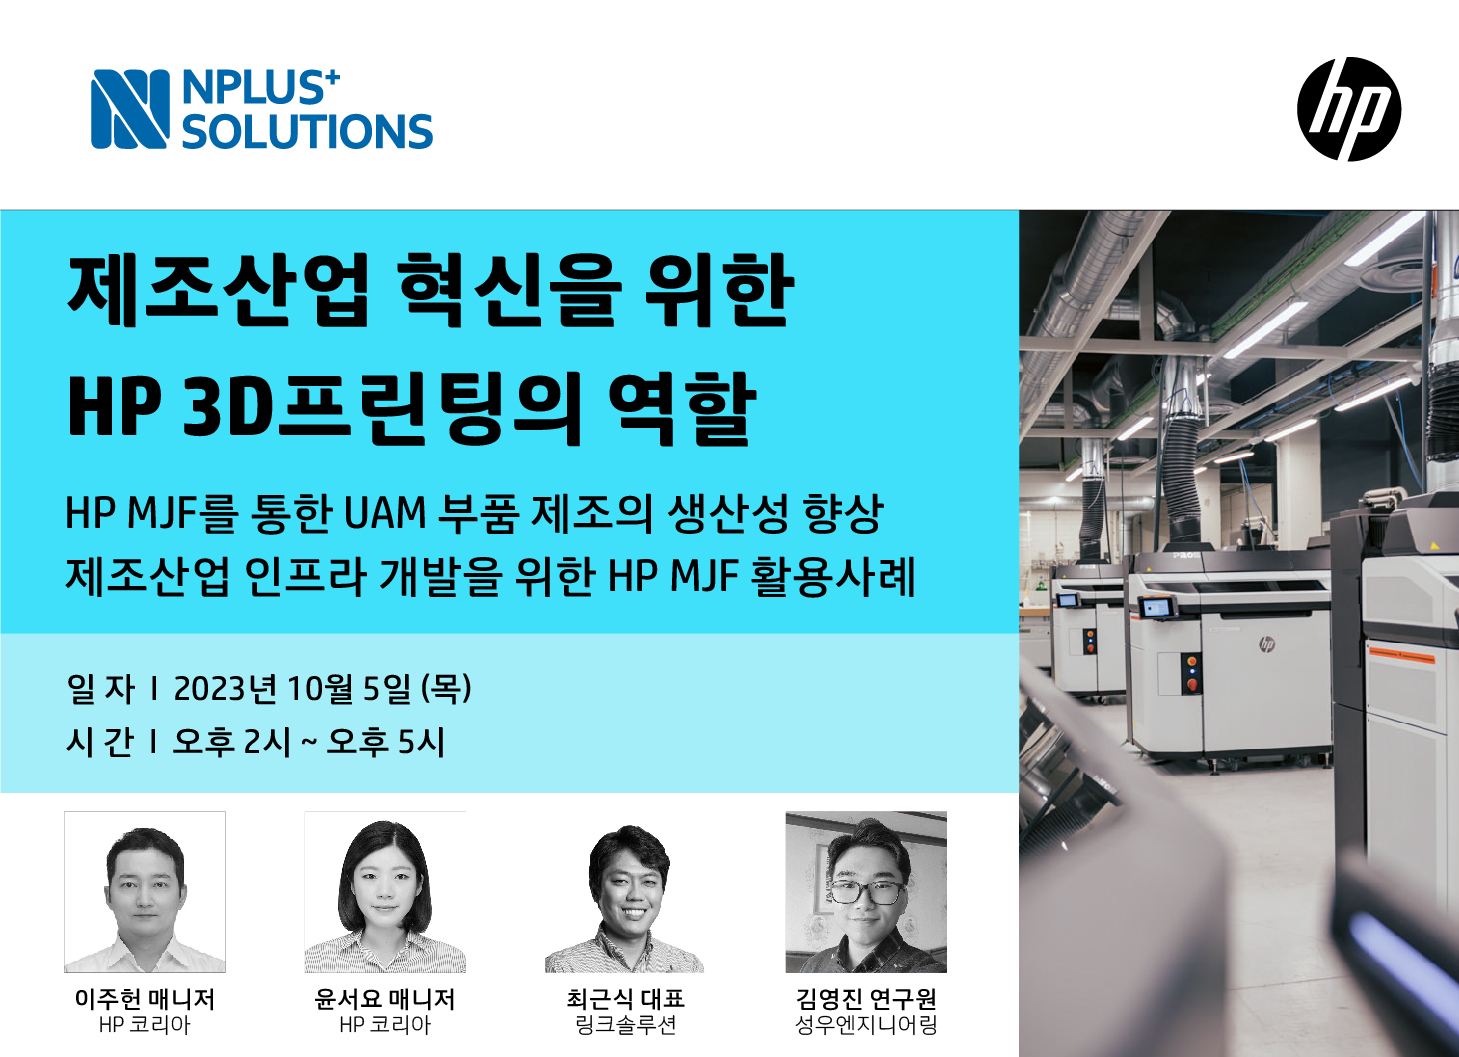 NPLUS+
SOLUTIONS
hp
제조산업 혁신을 위한
HP 3D프린팅의 역할
HP MJF를 통한 UAM 부품 제조의 생산성 향상
제조산업 인프라 개발을 위한 HP MJF 활용사례
일 자 I 2023년 10월 5일 (목)
시 간 I 오후 2시 ~ 오후 5시
이주헌 매니저
HP 코리아
윤서요 매니저
HP 코리아
최근식 대표
링크솔루션
김영진 연구원
성우엔지니어링
hp